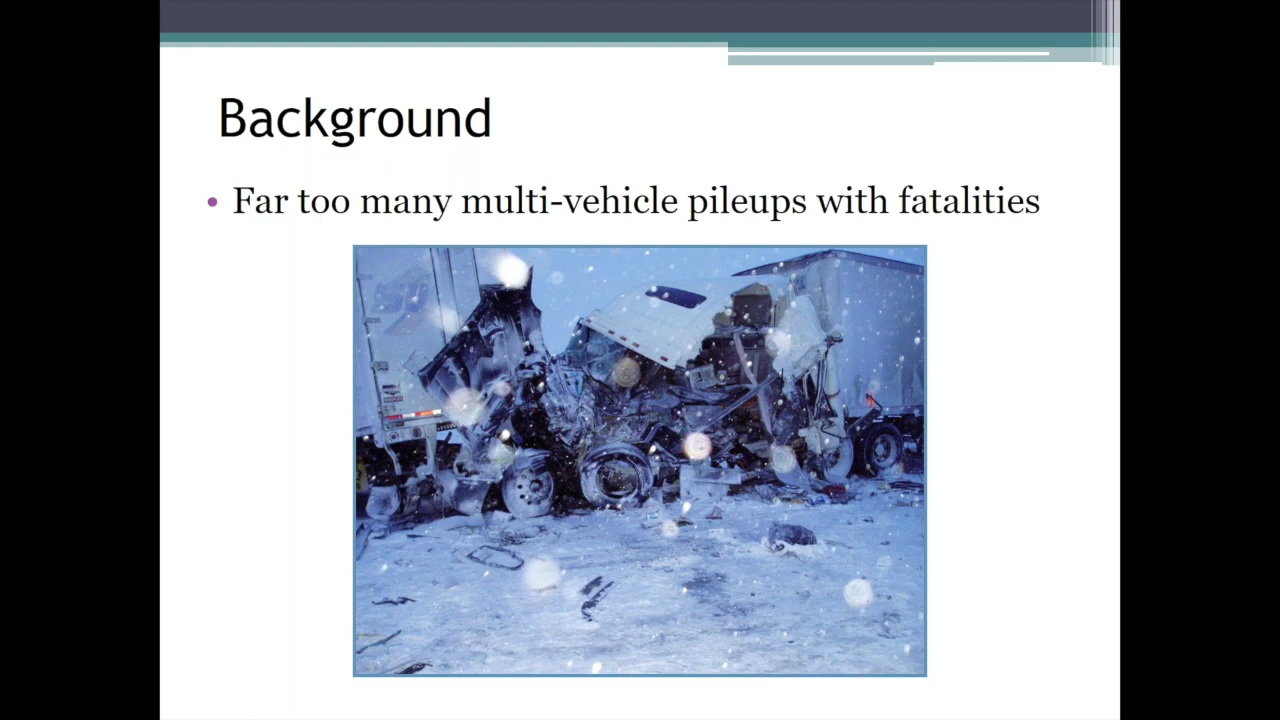 Background
• Far too many multi-vehicle pileups with fatalities